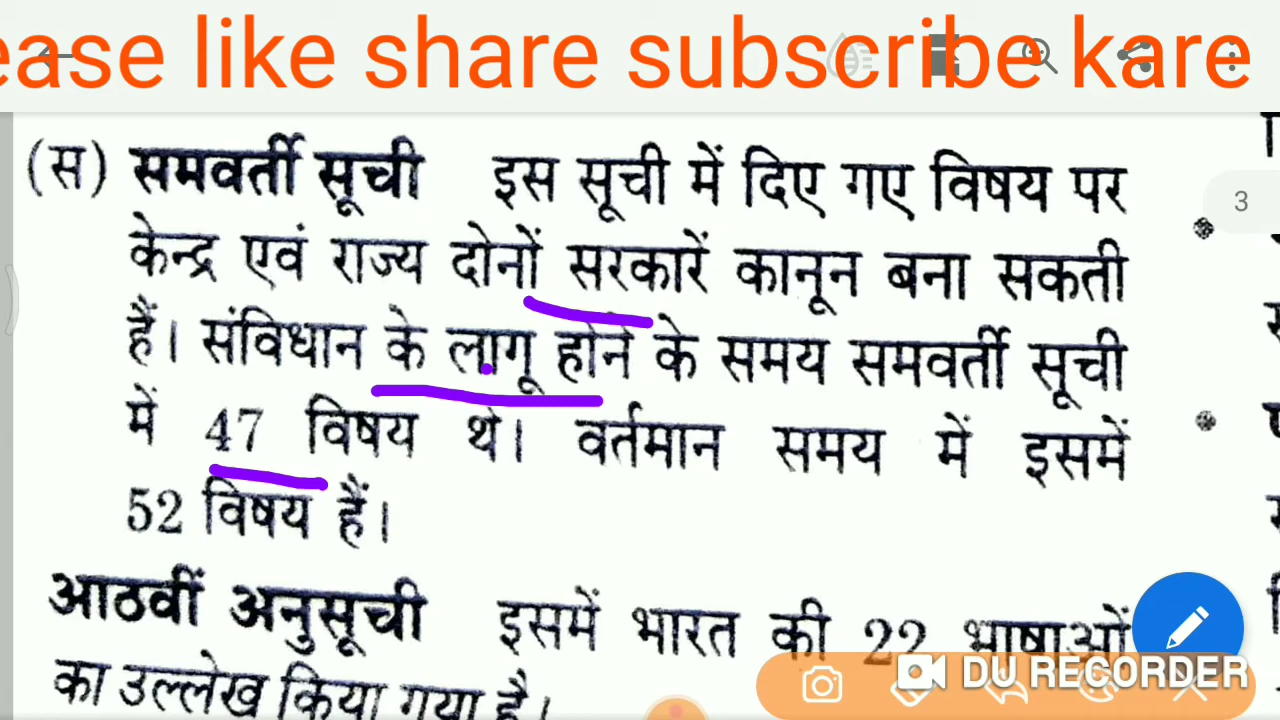 ease like share subscribe kare
(स) समवर्ती सूची इस सूची में दिए गए विषय पर
3
केन्द्र एवं राज्य दोनों सरकारें कानून बना सकती
हैं। संविधान के लागू होने के समय समवर्ती सूची
में 47 विषय थे। वर्तमान समय में इसमें
52 विषय हैं।
आठवीं अनुसूची इसमें भारत की 22 भाषाओं
का उल्लेख किया गया है।
DU RECORDER